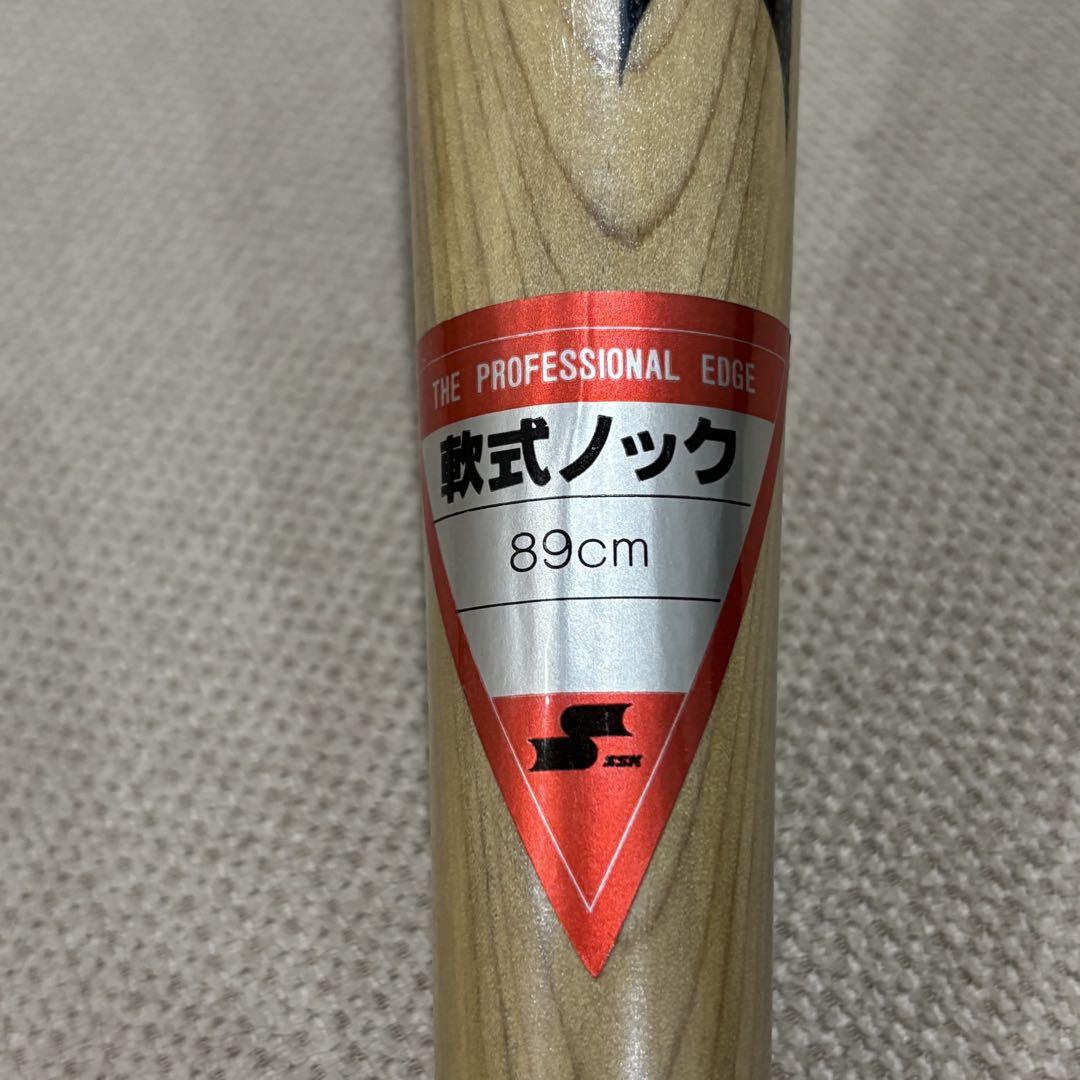 THE PROFESSIONAL EDGE
軟式ノック
89cm
SSK